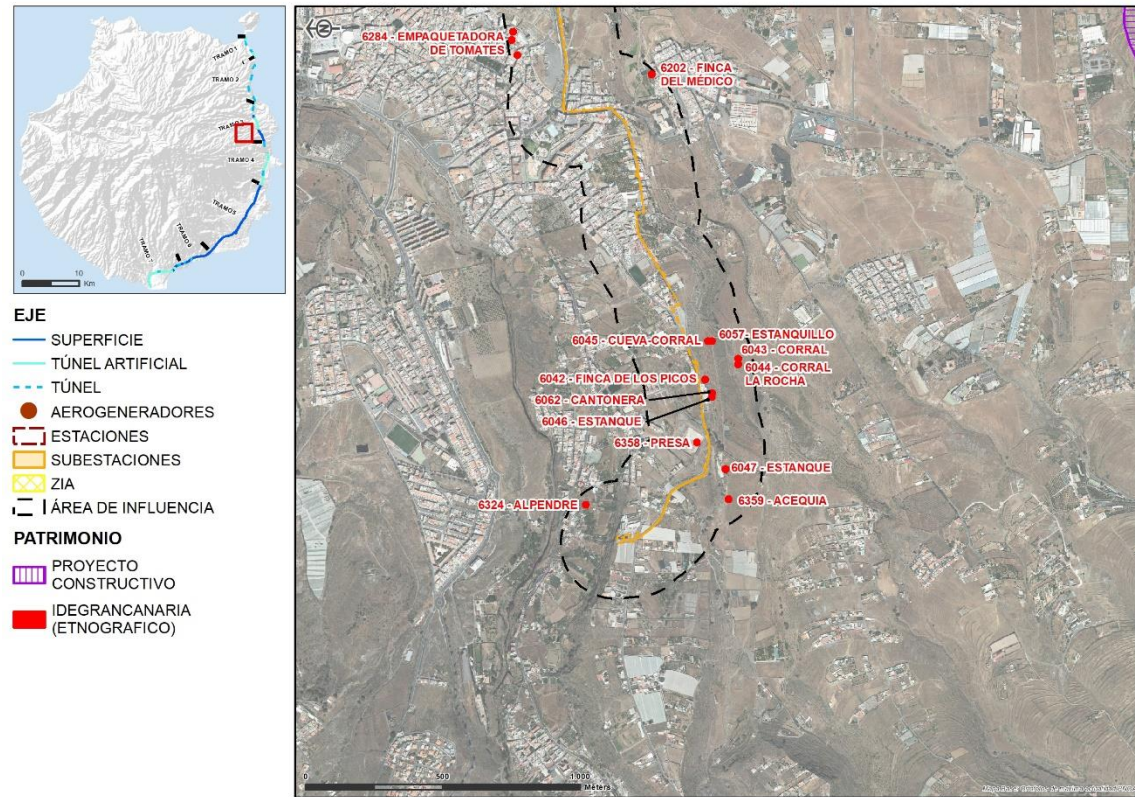 TRAMO 1
TRAMO 2
TRAMO 3
TRAMO 4
TRAMO 5
TRAMO 6
TRAMO 7
0 10
Km
EJE
SUPERFICIE
TÚNEL ARTIFICIAL
TÚNEL
AEROGENERADORES
ESTACIONES
SUBESTACIONES
ZIA
ÁREA DE INFLUENCIA
PATRIMONIO
PROYECTO
CONSTRUCTIVO
IDEGRANCANARIA
(ETNOGRAFICO)
N
6284 - EMPAQUETADORA
DE TOMATES
6202 - FINCA
DEL MÉDICO
6045 - CUEVA-CORRAL
6057- ESTANQUILLO
6043 - CORRAL
6044 - CORRAL
LA ROCHA
6042 - FINCA DE LOS PICOS
6062 - CANTONERA
6046 - ESTANQUE
6358 - PRESA
6047 - ESTANQUE
6324 - ALPENDRE
6359 - ACEQUIA
0 500 1.000
Meters